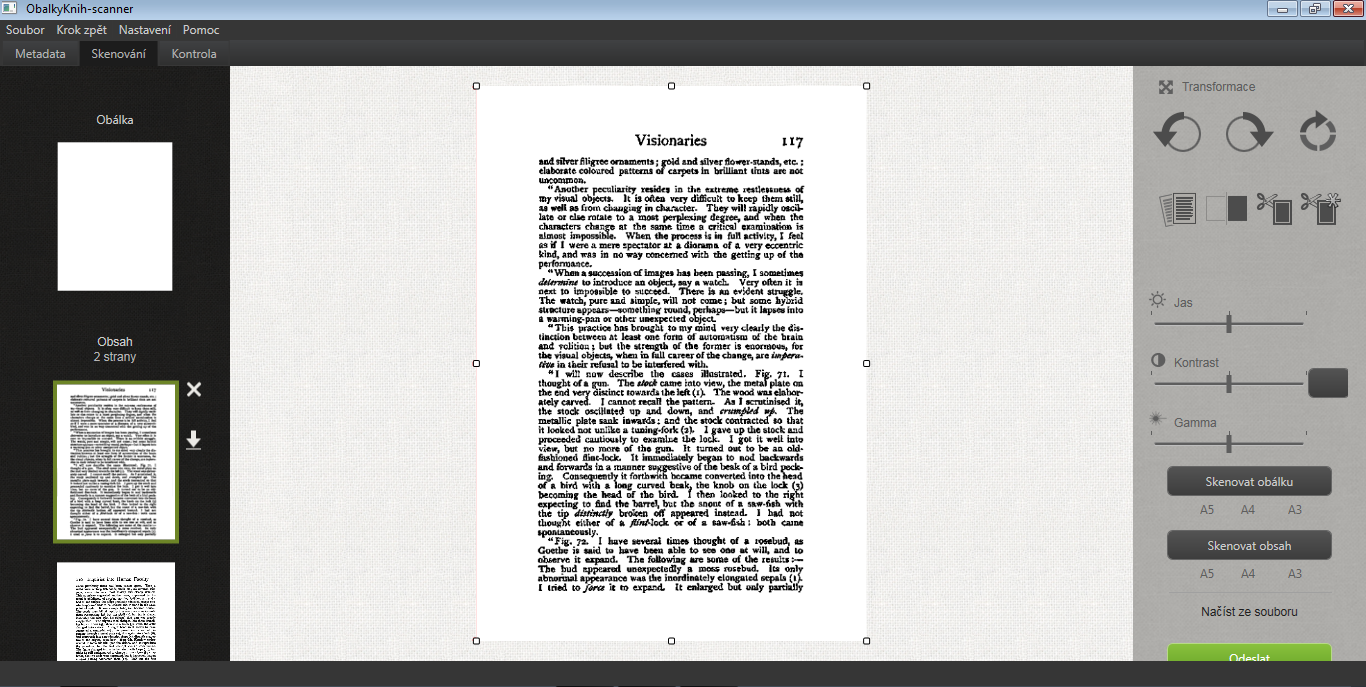 ObalkyKnih-scanner
Soubor Krok zpět Nastavení Pomoc
Metadata Skenování Kontrola
Obálka
Obsah
2 strany
Visionaries 117
and silver filigree ornaments; gold and silver flower-stands, etc.;
elaborate coloured patterns of carpets in brilliant tints are not
uncommon.
"Another peculiarity resides in the extreme restlessness of
my visual objects. It is often very difficult to keep them still,
as well as from changing in character. They will rapidly oscil-
late or else rotate to a most perplexing degree, and when the
characters change at the same time a critical examination is
almost impossible. When the process is in full activity, I feel
as if I were a mere spectator at a diorama of a very eccentric
kind, and was in no way concerned with the getting up of the
performance.
"When a succession of images has been passing, I sometimes
determine to introduce an object, say a watch. Very often it is
next to impossible to succeed. There is an evident struggle.
The watch, pure and simple, will not come; but some hybrid
structure appears—something round, perhaps—but it lapses into
a warming-pan or other unexpected object.
"This practice has brought to my mind very clearly the dis-
tinction between at least one form of automatism of the brain
and volition; but the strength of the former is enormous, for
the visual objects, when in full career of the change, are impera-
tive in their refusal to be interfered with.
"I will now describe the cases illustrated. Fig. 71. I
thought of a gun. The stock came into view, the metal plate on
the end very distinct towards the left (1). The wood was elabor-
ately carved. I cannot recall the pattern. As I scrutinised it,
the stock oscillated up and down, and crumpled up. The
metallic plate sank inwards; and the stock contracted so that
it looked not unlike a tuning-fork (2). I gave up the stock and
proceeded cautiously to examine the lock. I got it well into
view, but no more of the gun. It turned out to be an old-
fashioned flint-lock. It immediately began to nod backwards
and forwards in a manner suggestive of the beak of a bird peck-
ing. Consequently it forthwith became converted into the head
of a bird with a long curved beak, the knob on the lock (3)
becoming the head of the bird. I then looked to the right
expecting to find the barrel, but the snout of a saw-fish with
the tip distinctly broken off appeared instead. I had not
thought either of a flint-lock or of a saw-fish: both came
spontaneously.
"Fig. 72. I have several times thought of a rosebud, as
Goethe is said to have been able to see one at will, and to
observe it expand. The following are some of the results:—
The bud appeared unexpectedly a moss rosebud. Its only
abnormal appearance was the inordinately elongated sepals (1).
I tried to force it to expand. It enlarged but only partially
Transformace
Jas
Kontrast
Gamma
Skenovat obálku
A5 A4 A3
Skenovat obsah
A5 A4 A3
Načíst ze souboru
Odeslat